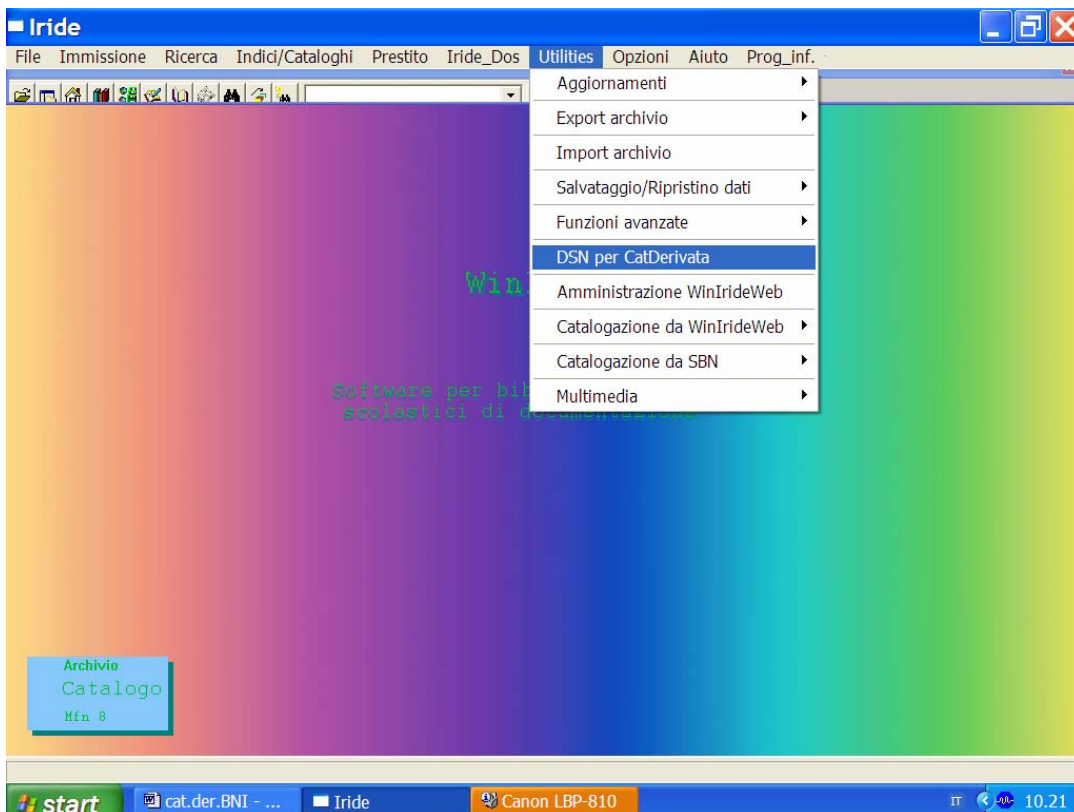 Iride
File Immissione Ricerca Indici/Cataloghi Prestito Iride_Dos Utilities Opzioni Aiuto Prog_inf.
Aggiornamenti
Export archivio
Import archivio
Salvataggio/Ripristino dati
Funzioni avanzate
DSN per CatDerivata
Amministrazione WinIrideWeb
Catalogazione da WinIrideWeb
Catalogazione da SBN
Multimedia
Software per
scolastici di documentazione
Archivio
Catalogo
Mfn 8
start cat.der.BNI - ... Iride Canon LBP-810 IT 10.21